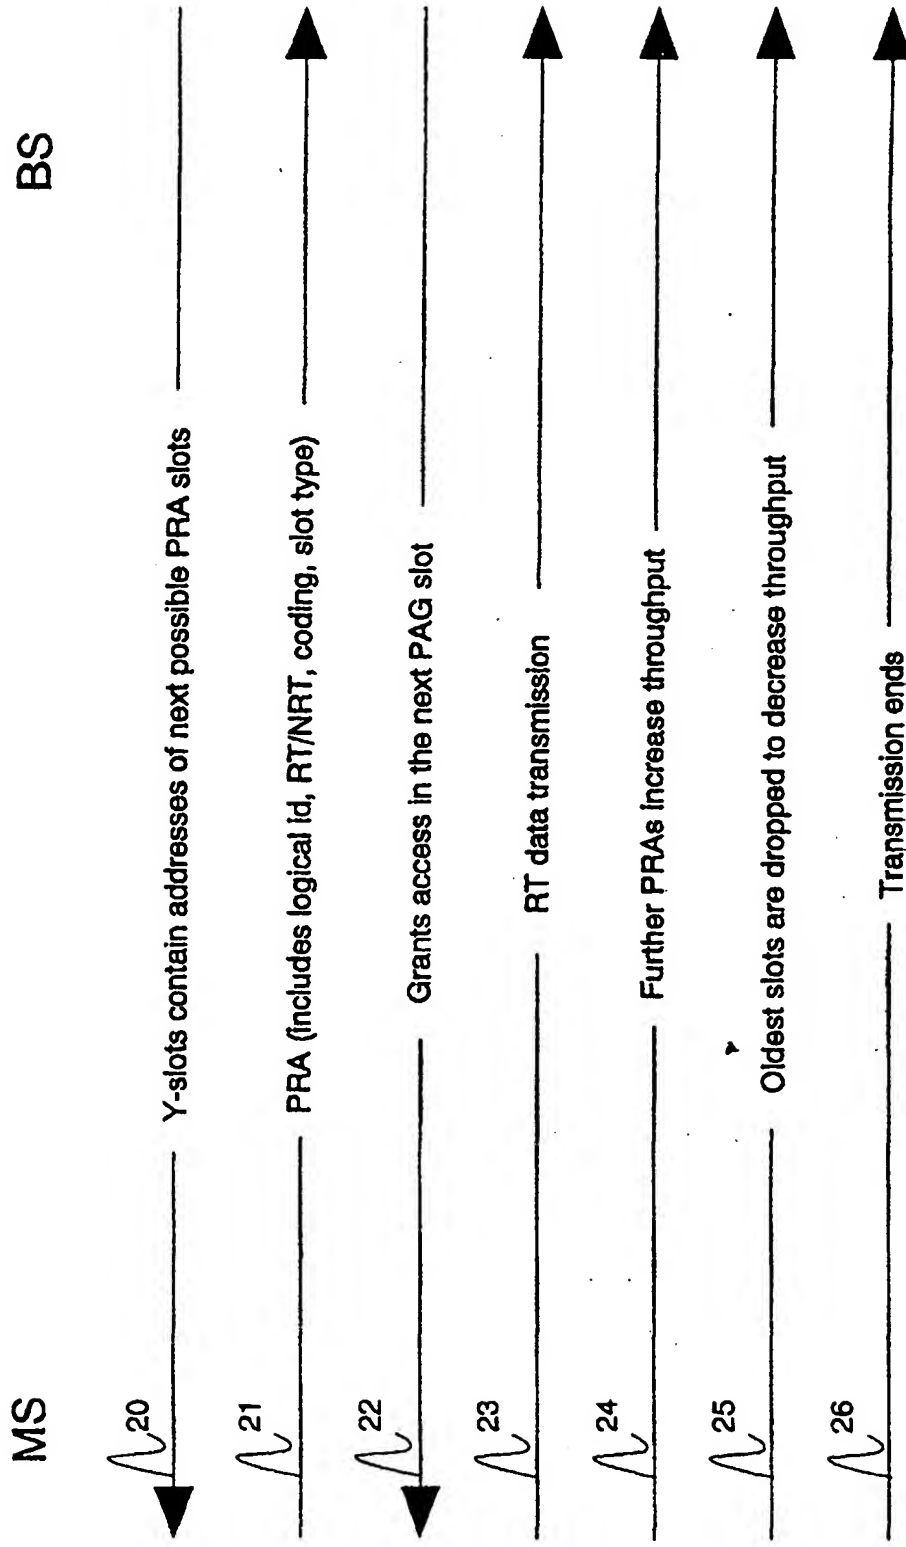 MS
BS
20
Y-slots contain addresses of next possible PRA slots
21
PRA (includes logical id, RT/NRT, coding, slot type)
22
Grants access in the next PAG slot
23
RT data transmission
24
Further PRAs increase throughput
25
Oldest slots are dropped to decrease throughput
26
Transmission ends